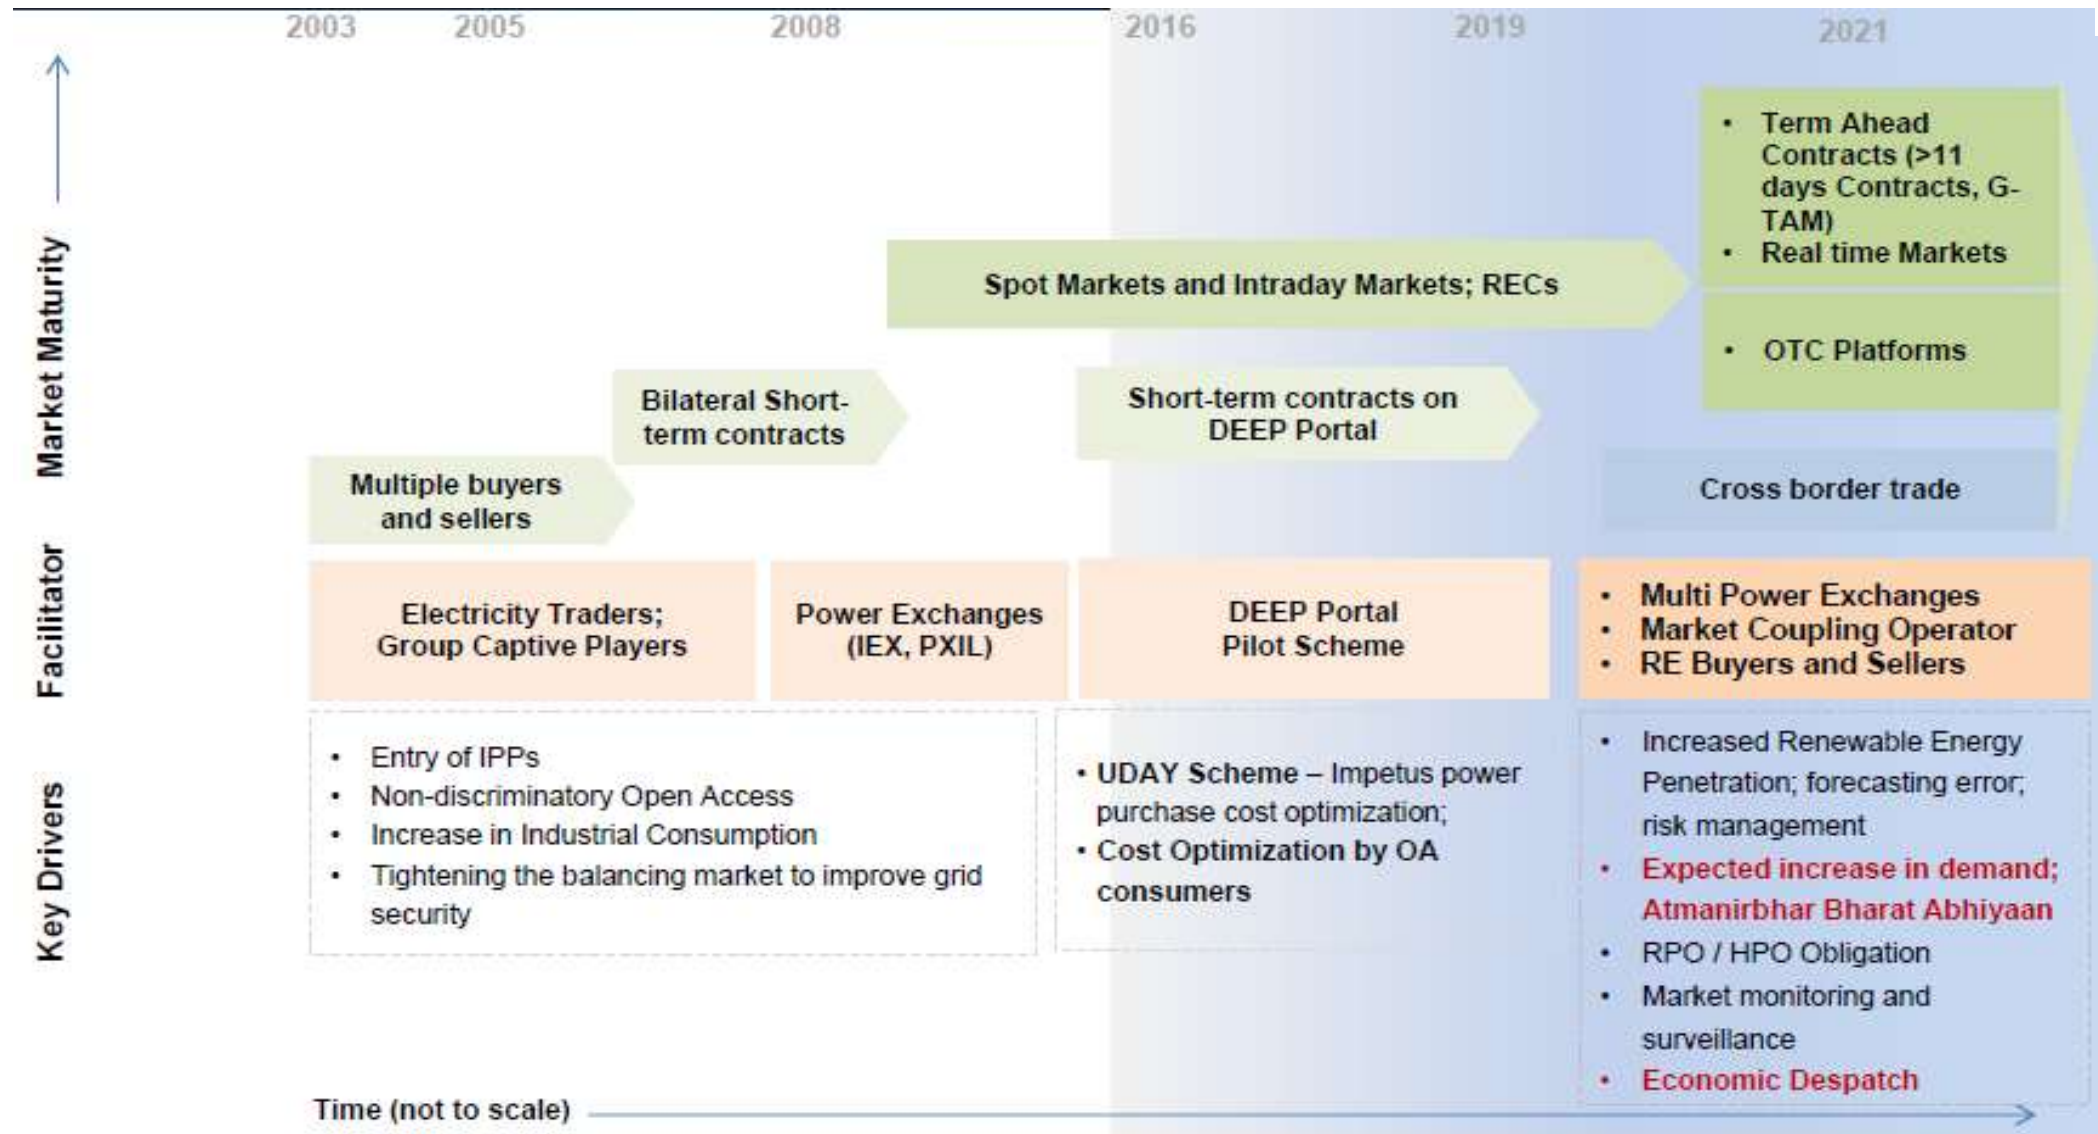 2003 2005 2008 2016 2019 2021
Market Maturity
• Term Ahead
Contracts (>11
days Contracts, G-
TAM)
• Real time Markets
• OTC Platforms
Spot Markets and Intraday Markets; RECs
Bilateral Short-
term contracts
Short-term contracts on
DEEP Portal
Multiple buyers
and sellers
Cross border trade
Facilitator
Electricity Traders;
Group Captive Players
Power Exchanges
(IEX, PXIL)
DEEP Portal
Pilot Scheme
• Multi Power Exchanges
• Market Coupling Operator
• RE Buyers and Sellers
Key Drivers
• Entry of IPPs
• Non-discriminatory Open Access
• Increase in Industrial Consumption
• Tightening the balancing market to improve grid
security
• UDAY Scheme – Impetus power
purchase cost optimization;
• Cost Optimization by OA
consumers
• Increased Renewable Energy
Penetration; forecasting error;
risk management
• Expected increase in demand;
Atmanirbhar Bharat Abhiyaan
• RPO / HPO Obligation
• Market monitoring and
surveillance
• Economic Despatch
Time (not to scale)